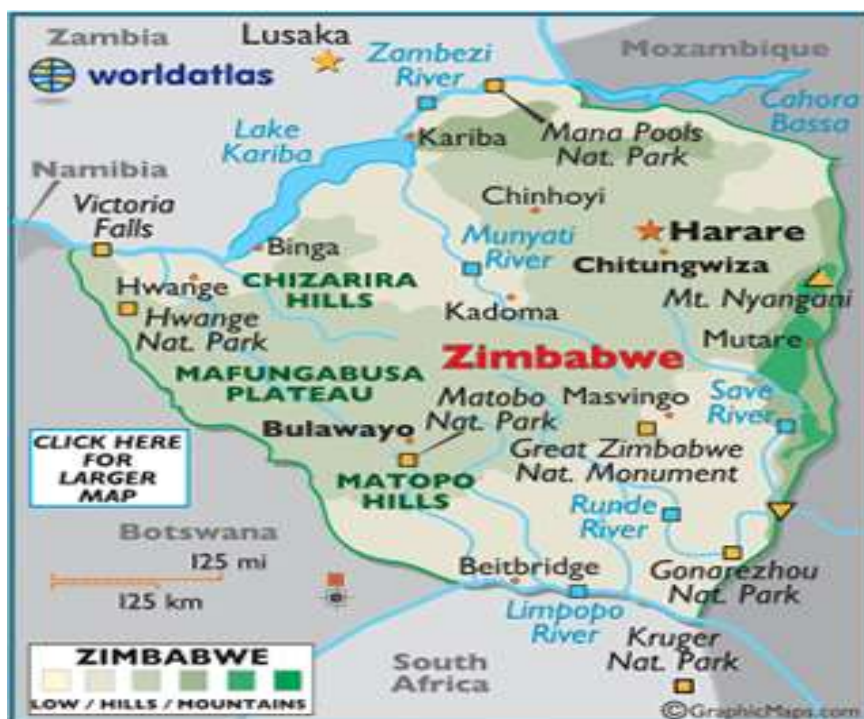 Zambia
Lusaka
Mozambique
worldatlas
Zambezi
River
Cahora
Bassa
Lake
Kariba
Kariba
Mana Pools
Nat. Park
Namibia
Victoria
Falls
Chinhoyi
Binga
Munyati
River
Harare
Chitungwiza
CHIZARIRA
HILLS
Hwange
Hwange
Nat. Park
Mt. Nyangani
Kadoma
Mutare
Zimbabwe
MAFUNGABUSA
PLATEAU
Matobo
Nat. Park
Masvingo
Save
River
Bulawayo
Great Zimbabwe
Nat. Monument
CLICK HERE
FOR
LARGER
MAP
MATOPO
HILLS
Runde
River
Botswana
125 mi
125 km
Beitbridge
Gonarezhou
Nat. Park
Limpopo
River
Kruger
Nat. Park
South
Africa
ZIMBABWE
LOW / HILLS / MOUNTAINS
©GraphicMaps.com